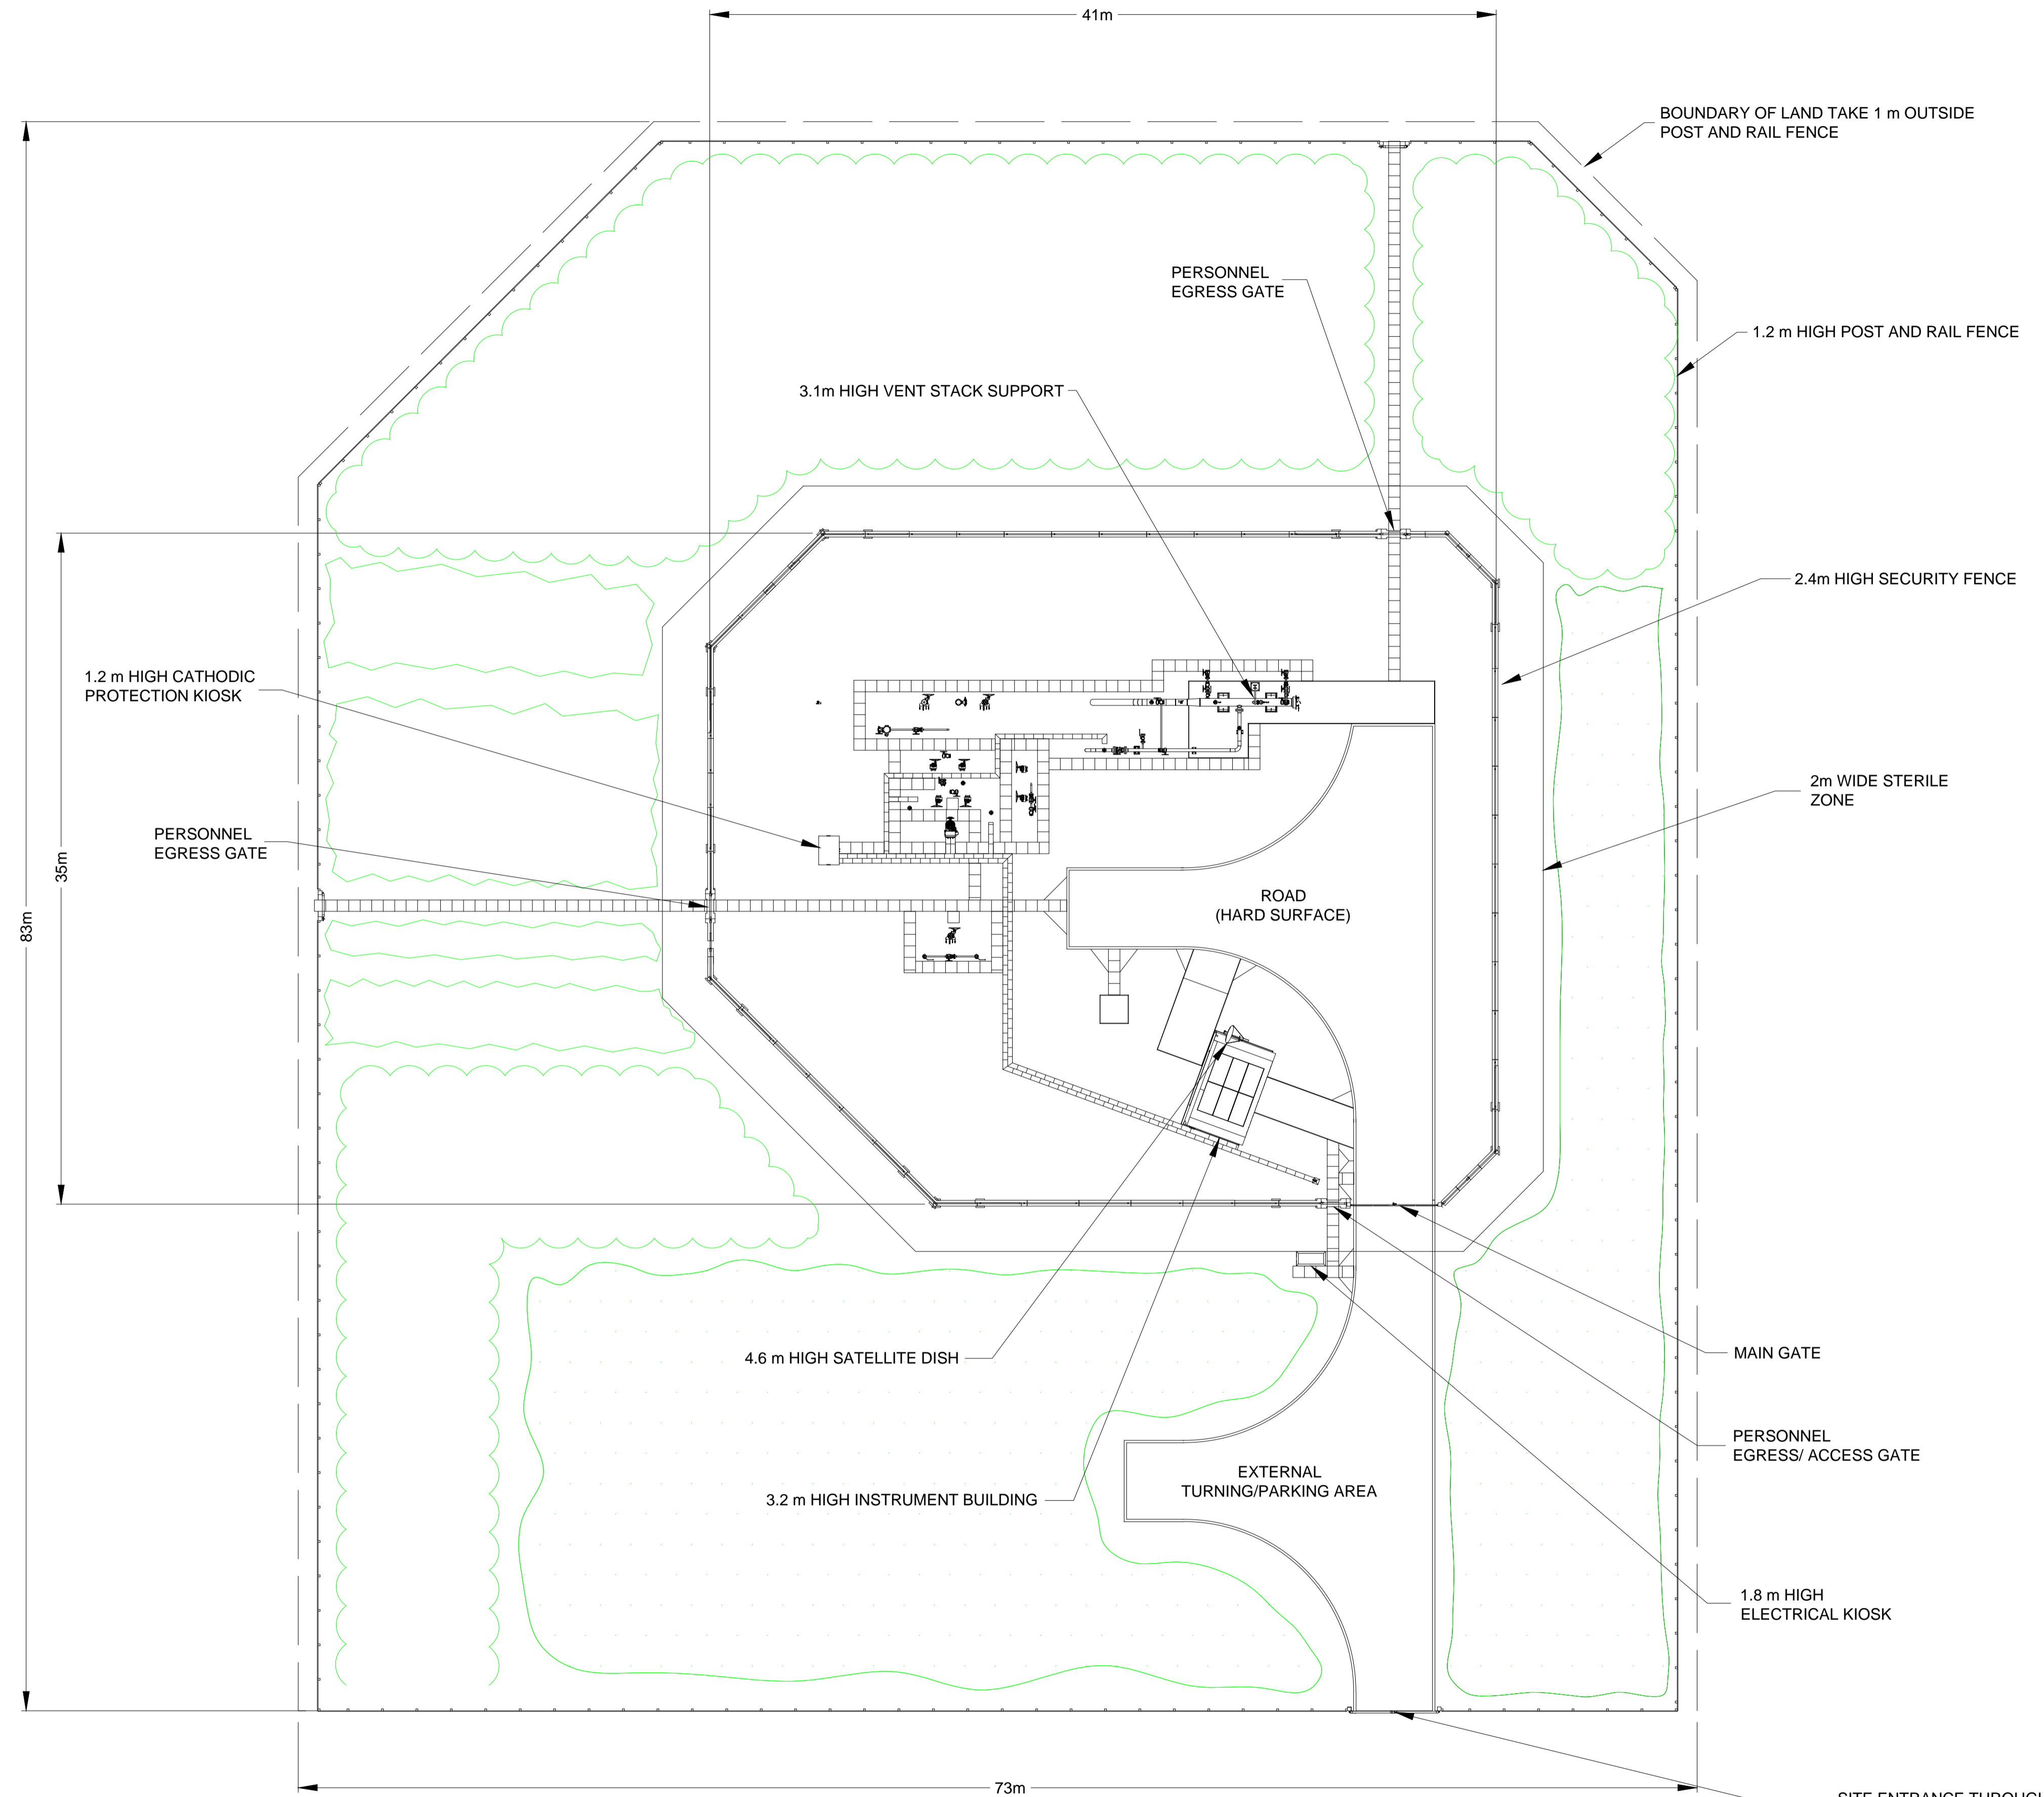 41m
BOUNDARY OF LAND TAKE 1 m OUTSIDE
POST AND RAIL FENCE
PERSONNEL
EGRESS GATE
1.2 m HIGH POST AND RAIL FENCE
3.1m HIGH VENT STACK SUPPORT
2.4m HIGH SECURITY FENCE
1.2 m HIGH CATHODIC
PROTECTION KIOSK
2m WIDE STERILE
ZONE
PERSONNEL
EGRESS GATE
35m
83m
ROAD
(HARD SURFACE)
4.6 m HIGH SATELLITE DISH
MAIN GATE
PERSONNEL
EGRESS/ ACCESS GATE
EXTERNAL
TURNING/PARKING AREA
3.2 m HIGH INSTRUMENT BUILDING
1.8 m HIGH
ELECTRICAL KIOSK
73m
SITE ENTRANCE